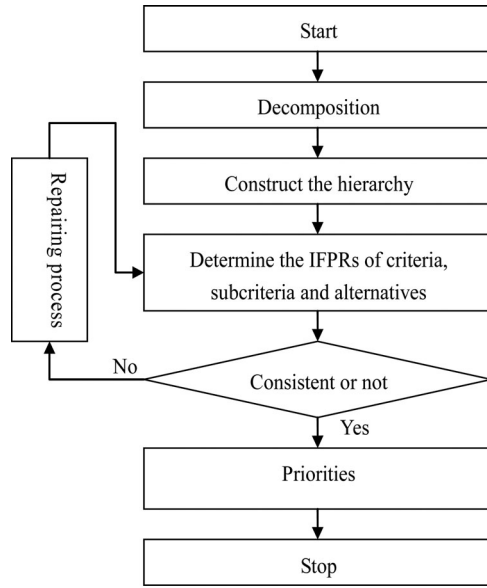 Start
Decomposition
Construct the hierarchy
Repairing process
Determine the IFPRs of criteria,
subcriteria and alternatives
No
Consistent or not
Yes
Priorities
Stop